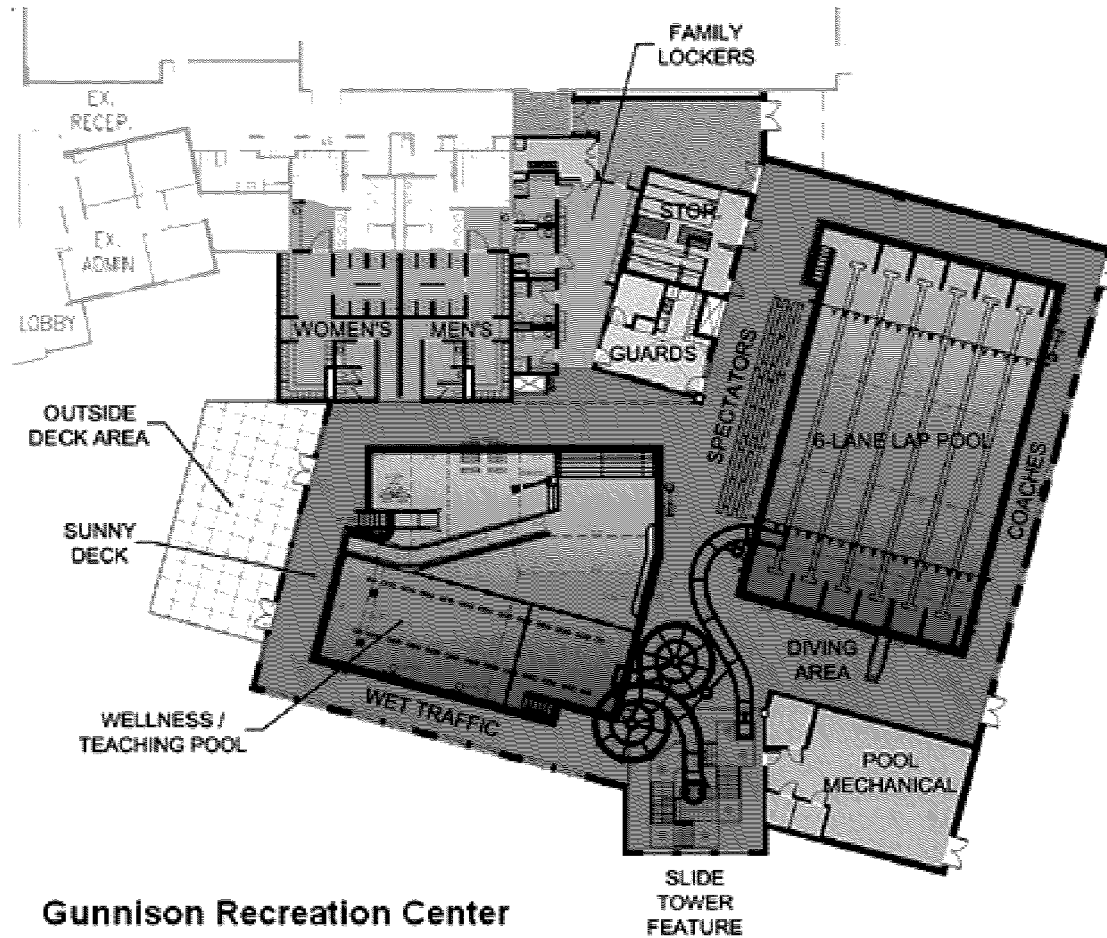 FAMILY
LOCKERS
EX.
RECEP.
STOR.
EX.
ADMIN
LOBBY
WOMEN'S
MEN'S
GUARDS
SPECTATORS
6-LANE LAP POOL
COACHES
OUTSIDE
DECK AREA
SUNNY
DECK
DIVING
AREA
WET TRAFFIC
WELLNESS /
TEACHING POOL
POOL
MECHANICAL
SLIDE
TOWER
FEATURE
Gunnison Recreation Center